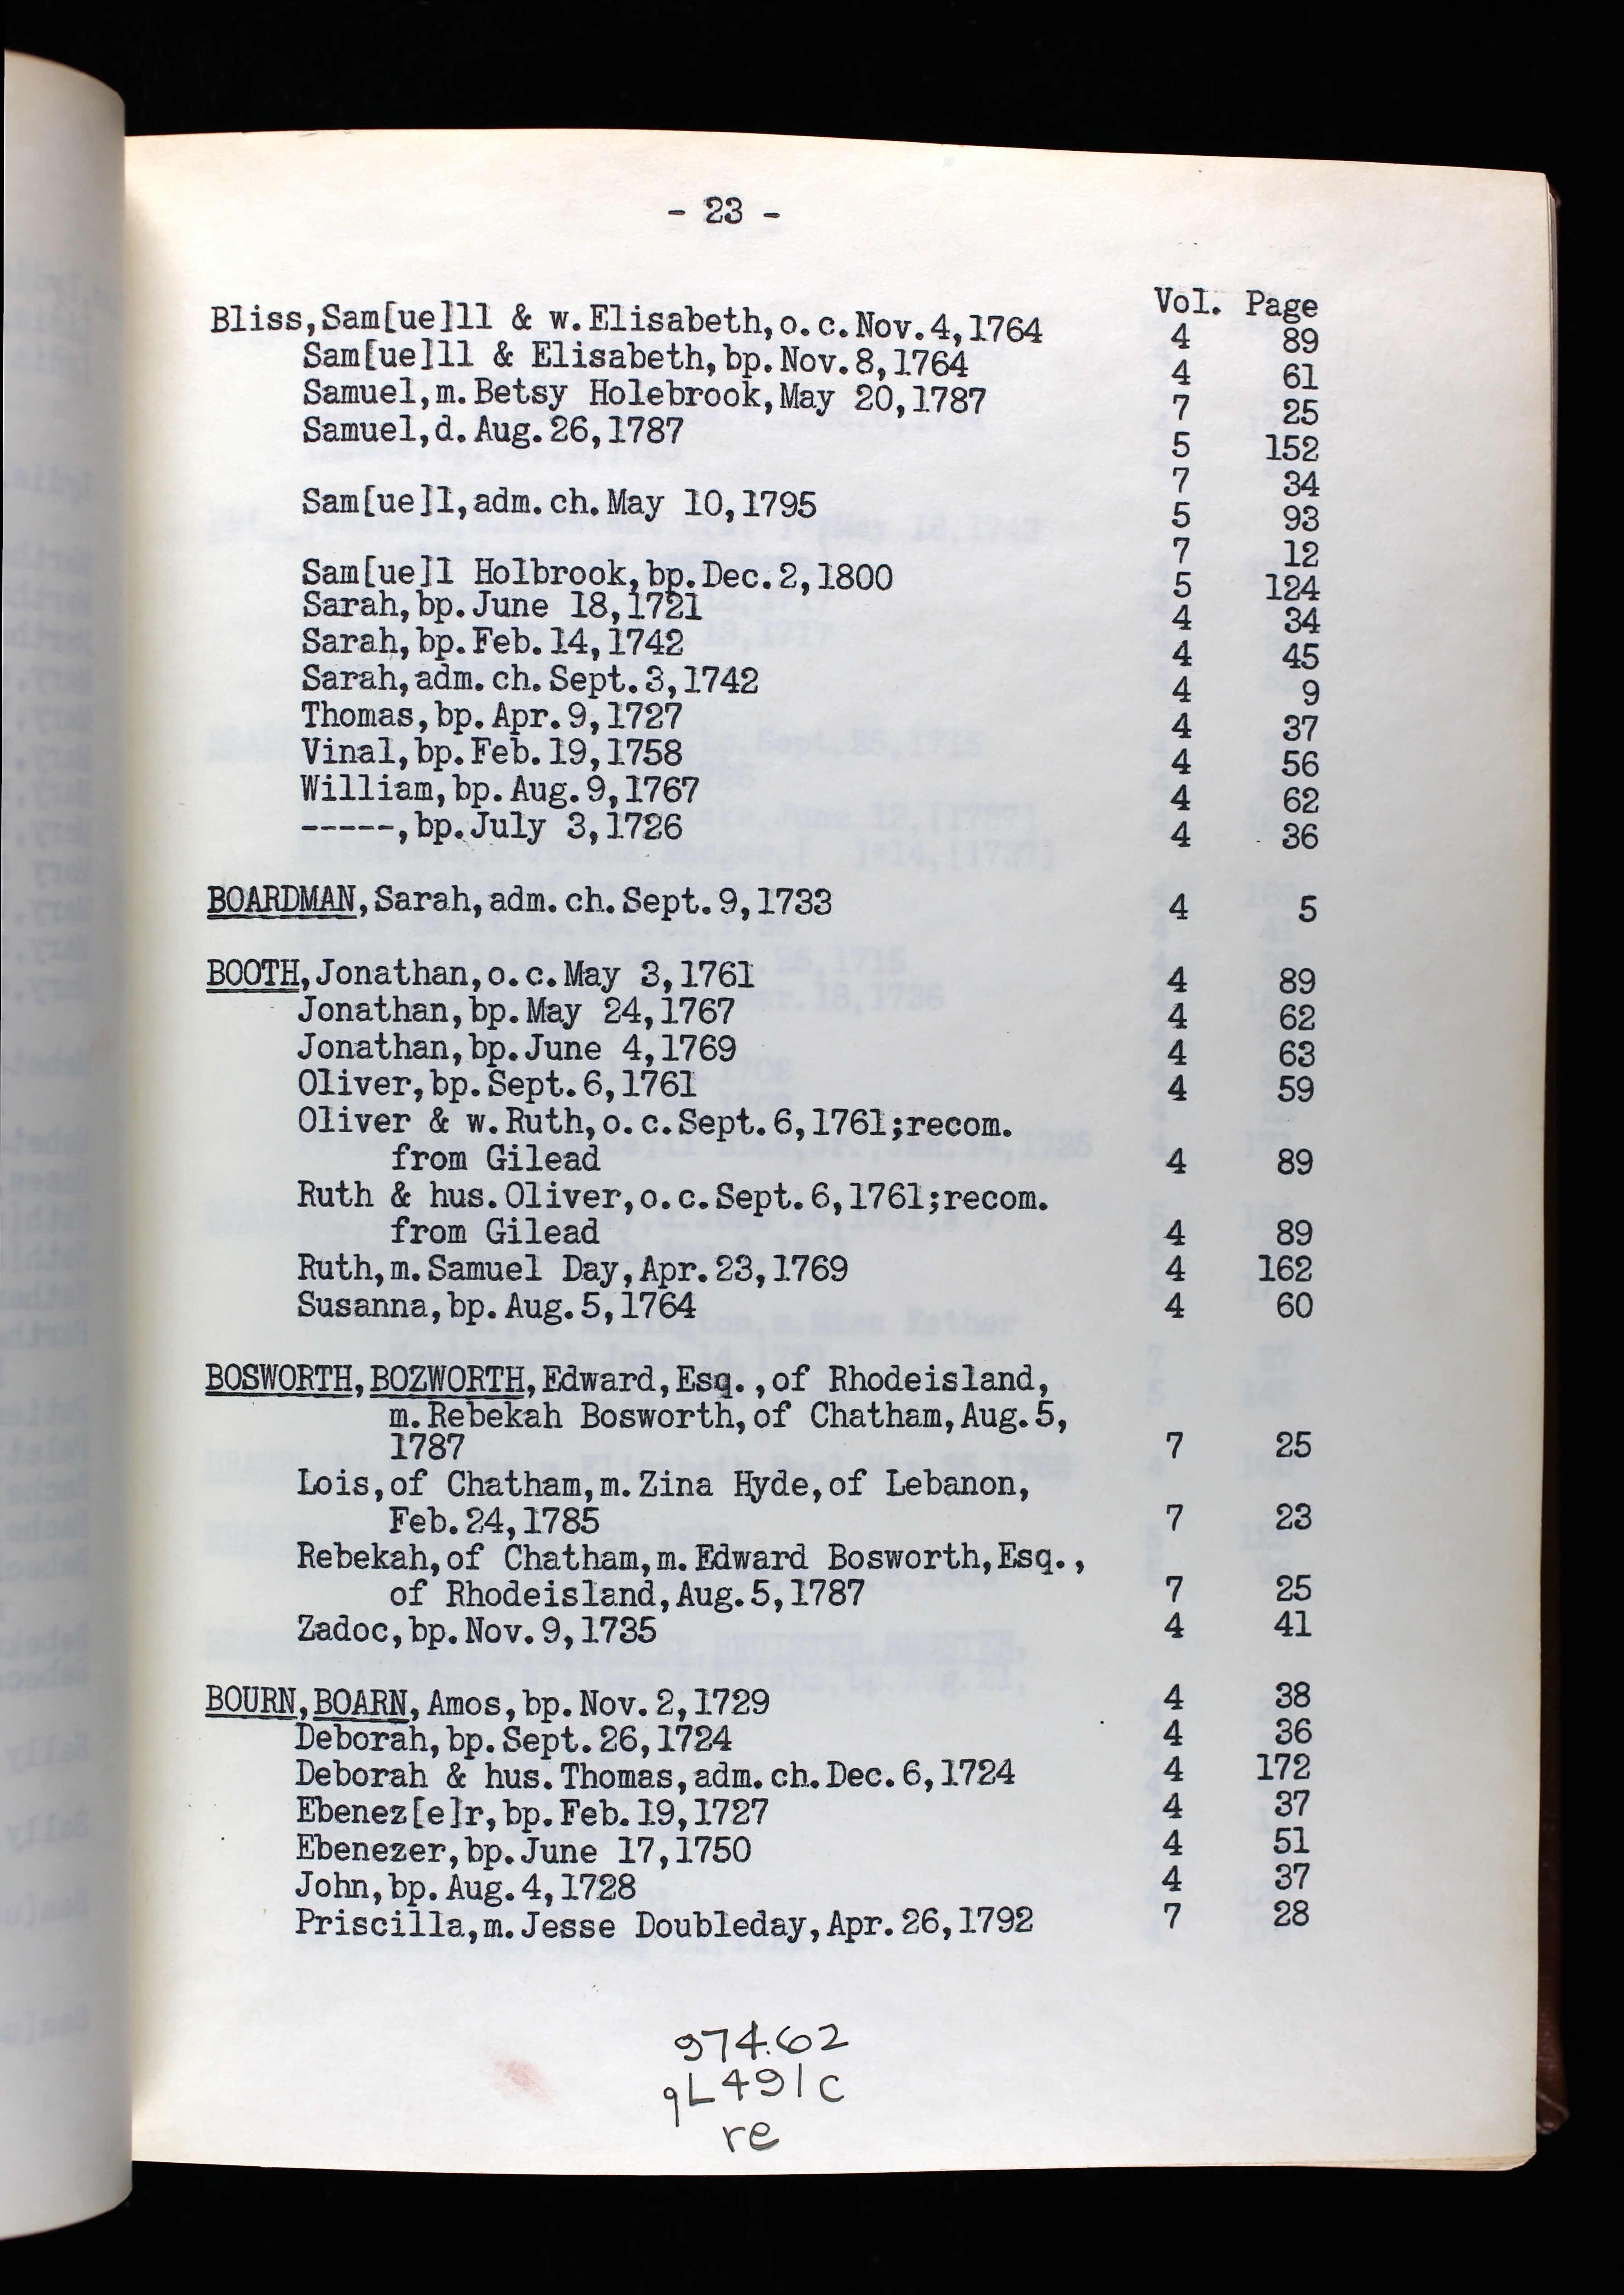 - 23 -
Vol. Page
Bliss,Sam[ue]ll & w.Elisabeth,o.c.Nov.4,1764 4 89
Sam[ue]ll & Elisabeth,bp.Nov.8,1764 4 61
Samuel,m.Betsy Holebrook,May 20,1787 7 25
Samuel,d.Aug.26,1787 5 152
7 34
Sam[ue]l,adm.ch.May 10,1795 5 93
7 12
Sam[ue]l Holbrook,bp.Dec.2,1800 5 124
Sarah,bp.June 18,1721 4 34
Sarah,bp.Feb.14,1742 4 45
Sarah,adm.ch.Sept.3,1742 4 9
Thomas,bp.Apr.9,1727 4 37
Vinal,bp.Feb.19,1758 4 56
William,bp.Aug.9,1767 4 62
-----,bp.July 3,1726 4 36
BOARDMAN,Sarah,adm.ch.Sept.9,1733 4 5
BOOTH,Jonathan,o.c.May 3,1761 4 89
Jonathan,bp.May 24,1767 4 62
Jonathan,bp.June 4,1769 4 63
Oliver,bp.Sept.6,1761 4 59
Oliver & w.Ruth,o.c.Sept.6,1761;recom.
from Gilead 4 89
Ruth & hus.Oliver,o.c.Sept.6,1761;recom.
from Gilead 4 89
Ruth,m.Samuel Day,Apr.23,1769 4 162
Susanna,bp.Aug.5,1764 4 60
BOSWORTH,BOZWORTH,Edward,Esq.,of Rhodeisland,
m.Rebekah Bosworth,of Chatham,Aug.5,
1787 7 25
Lois,of Chatham,m.Zina Hyde,of Lebanon,
Feb.24,1785 7 23
Rebekah,of Chatham,m.Edward Bosworth,Esq.,
of Rhodeisland,Aug.5,1787 7 25
Zadoc,bp.Nov.9,1735 4 41
BOURN,BOARN,Amos,bp.Nov.2,1729 4 38
Deborah,bp.Sept.26,1724 4 36
Deborah & hus.Thomas,adm.ch.Dec.6,1724 4 172
Ebenez[e]r,bp.Feb.19,1727 4 37
Ebenezer,bp.June 17,1750 4 51
John,bp.Aug.4,1728 4 37
Priscilla,m.Jesse Doubleday,Apr.26,1792 7 28
974.62
qL491c
re